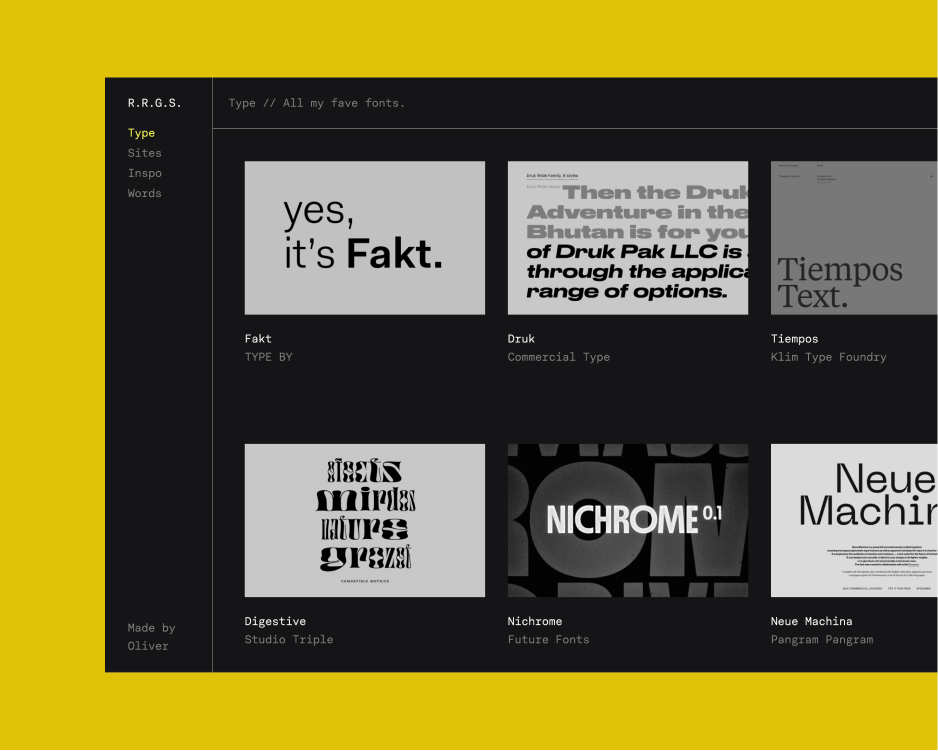 R.R.G.S.
Type
Sites
Inspo
Words
Made by
Oliver
Type // All my fave fonts.
yes,
it's Fakt.
Fakt
TYPE BY
Druk Wide Family, 8 styles
Druk Wide Heavy
Then the Druk
Adventure in the
Bhutan is for you
of Druk Pak LLC is
through the applica
range of options.
Druk
Commercial Type
Tiempos
Text.
Tiempos
Klim Type Foundry
COMPATIBLE METRICS
Digestive
Studio Triple
NICHROME 0.1
Nichrome
Future Fonts
Neue
Machin
Neue Machina
Pangram Pangram